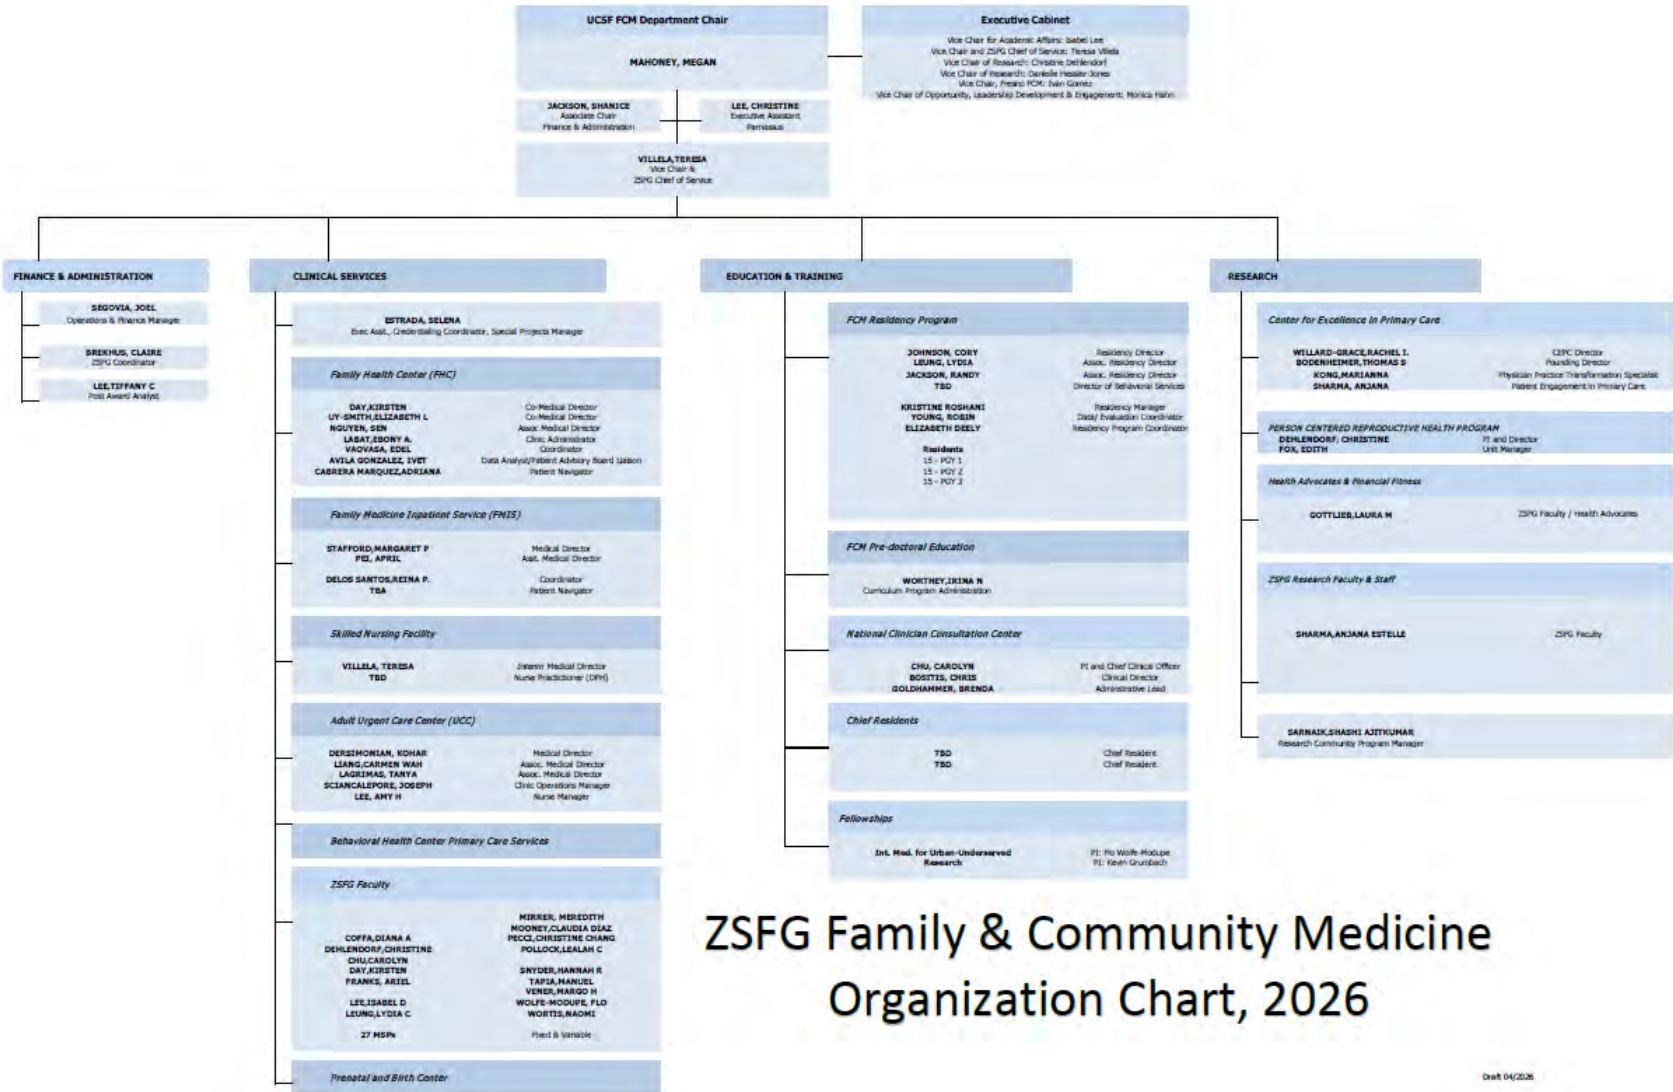 UCSF FCM Department Chair
MAHONEY, MEGAN
Executive Cabinet
Vice Chair for Academic Affairs: Isabel Lee
Vice Chair and ZSFG Chief of Service: Teresa Villela
Vice Chair of Research: Christine Dehlendorf
Vice Chair of Research: Danielle Hessler Jones
Vice Chair, Fresno FCM: Ivan Gomez
Vice Chair of Opportunity, Leadership Development & Engagement: Monica Hahn
JACKSON, SHANICE
Associate Chair
Finance & Administration
LEE, CHRISTINE
Executive Assistant
Parnassus
VILLELA,TERESA
Vice Chair &
ZSFG Chief of Service
FINANCE & ADMINISTRATION
SEGOVIA, JOEL
Operations & Finance Manager
BREKHUS, CLAIRE
ZSFG Coordinator
LEE,TIFFANY C
Post Award Analyst
CLINICAL SERVICES
ESTRADA, SELENA
Exec Asst., Credentialing Coordinator, Special Projects Manager
Family Health Center (FHC)
DAY,KIRSTEN Co-Medical Director
UY-SMITH,ELIZABETH L Co-Medical Director
NGUYEN, SEN Assoc Medical Director
LABAT,EBONY A. Clinic Administrator
VAOVASA, EDEL Coordinator
AVILA GONZALEZ, IVET Data Analyst/Patient Advisory Board Liaison
CABRERA MARQUEZ,ADRIANA Patient Navigator
Family Medicine Inpatient Service (FMIS)
STAFFORD,MARGARET P Medical Director
PEI, APRIL Asst. Medical Director
DELOS SANTOS,REINA P. Coordinator
TBA Patient Navigator
Skilled Nursing Facility
VILLELA, TERESA Interim Medical Director
TBD Nurse Practitioner (DPH)
Adult Urgent Care Center (UCC)
DERSIMONIAN, KOHAR Medical Director
LIANG,CARMEN WAH Assoc. Medical Director
LAGRIMAS, TANYA Assoc. Medical Director
SCIANCALEPORE, JOSEPH Clinic Operations Manager
LEE, AMY H Nurse Manager
Behavioral Health Center Primary Care Services
ZSFG Faculty
MIRRER, MEREDITH
MOONEY,CLAUDIA DIAZ
COFFA,DIANA A PECCI,CHRISTINE CHANG
DEHLENDORF,CHRISTINE POLLOCK,LEALAH C
CHU,CAROLYN
DAY,KIRSTEN SNYDER,HANNAH R
FRANKS, ARIEL TAPIA,MANUEL
VENER,MARGO H
LEE,ISABEL D WOLFE-MODUPE, FLO
LEUNG,LYDIA C WORTIS,NAOMI
27 MSPs Fixed & Variable
Prenatal and Birth Center
EDUCATION & TRAINING
FCM Residency Program
JOHNSON, CORY Residency Director
LEUNG, LYDIA Assoc. Residency Director
JACKSON, RANDY Assoc. Residency Director
TBD Director of Behavioral Services
KRISTINE ROSHANI Residency Manager
YOUNG, ROBIN Data/ Evaluation Coordinator
ELIZABETH DEELY Residency Program Coordinator
Residents
15 - PGY 1
15 - PGY 2
15 - PGY 3
FCM Pre-doctoral Education
WORTHEY,IRINA N
Curriculum Program Administration
National Clinician Consultation Center
CHU, CAROLYN PI and Chief Clinical Officer
BOSITIS, CHRIS Clinical Director
GOLDHAMMER, BRENDA Administrative Lead
Chief Residents
TBD Chief Resident
TBD Chief Resident
Fellowships
Int. Med. for Urban-Underserved PI: Flo Wolfe-Modupe
Research PI: Kevin Grumbach
RESEARCH
Center for Excellence in Primary Care
WILLARD-GRACE,RACHEL I. CEPC Director
BODENHEIMER,THOMAS S Founding Director
KONG,MARIANNA Physician Practice Transformation Specialist
SHARMA, ANJANA Patient Engagement in Primary Care
PERSON CENTERED REPRODUCTIVE HEALTH PROGRAM
DEHLENDORF, CHRISTINE PI and Director
FOX, EDITH Unit Manager
Health Advocates & Financial Fitness
GOTTLIEB,LAURA M ZSFG Faculty / Health Advocates
ZSFG Research Faculty & Staff
SHARMA,ANJANA ESTELLE ZSFG Faculty
SARNAIK,SHASHI AJITKUMAR
Research Community Program Manager
ZSFG Family & Community Medicine
Organization Chart, 2026
Draft 04/2026